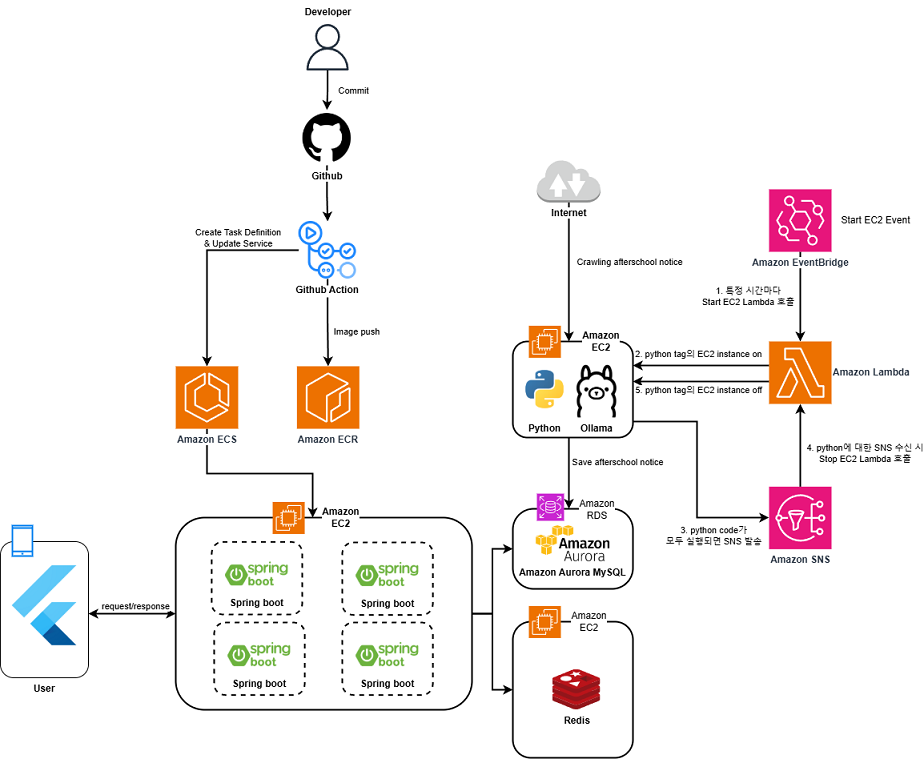 Developer
Commit
Github
Create Task Definition
& Update Service
Github Action
Image push
Amazon ECS
Amazon ECR
Internet
Crawling afterschool notice
Start EC2 Event
Amazon EventBridge
1. 특정 시간마다
Start EC2 Lambda 호출
Amazon
EC2
2. python tag의 EC2 instance on
5. python tag의 EC2 instance off
Amazon Lambda
Python
Ollama
4. python에 대한 SNS 수신 시
Stop EC2 Lambda 호출
Save afterschool notice
3. python code가
모두 실행되면 SNS 발송
Amazon SNS
Amazon
RDS
Amazon
Aurora
Amazon Aurora MySQL
Amazon
EC2
spring
boot
Spring boot
spring
boot
Spring boot
spring
boot
Spring boot
spring
boot
Spring boot
request/response
User
Amazon
EC2
Redis